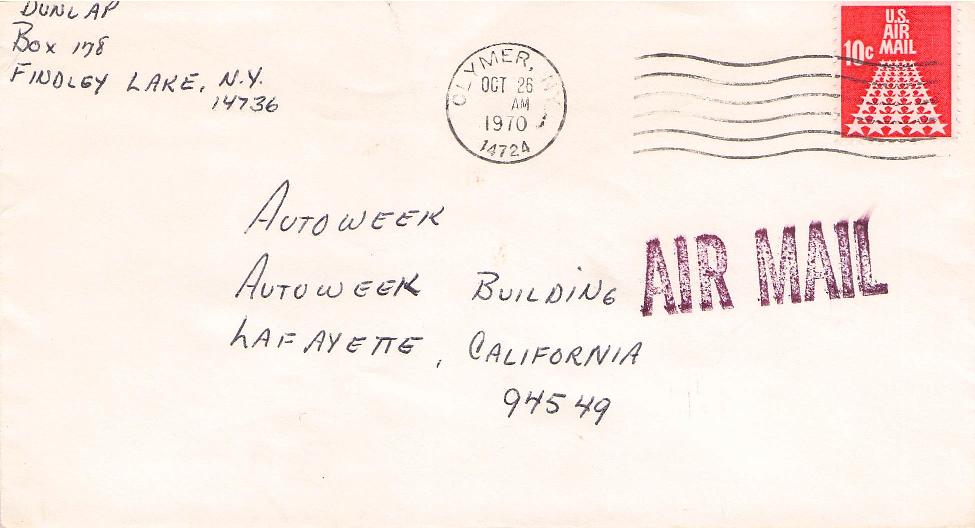 DUNLAP
Box 178
FINDLEY LAKE, N.Y.
14736
CLYMER, N.Y.
OCT 26
AM
1970
14724
U.S.
AIR
MAIL
10c
AUTOWEEK
AUTOWEEK BUILDING
LAFAYETTE, CALIFORNIA
94549
AIR MAIL